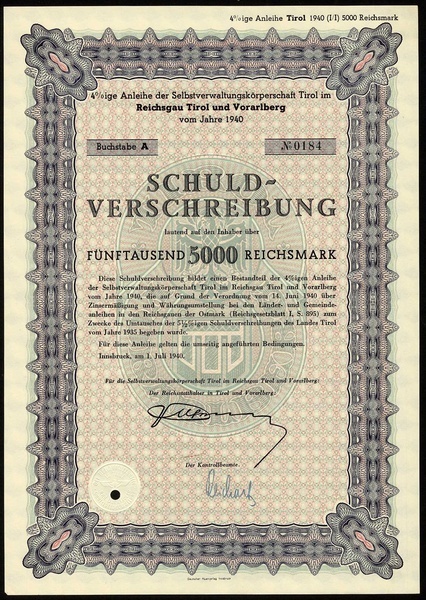 4%ige Anleihe Tirol 1940 (I/I) 5000 Reichsmark
4%ige Anleihe der Selbstverwaltungskörperschaft Tirol im
Reichsgau Tirol und Vorarlberg
vom Jahre 1940
Buchstabe A
№ 0184
SCHULD-
VERSCHREIBUNG
lautend auf den Inhaber über
FÜNFTAUSEND 5000 REICHSMARK
Diese Schuldverschreibung bildet einen Bestandteil der 4%igen Anleihe
der Selbstverwaltungskörperschaft Tirol im Reichsgau Tirol und Vorarlberg
vom Jahre 1940, die auf Grund der Verordnung vom 14. Juni 1940 über
Zinsermäßigung und Währungsumstellung bei den Länder- und Gemeinde-
anleihen in den Reichsgauen der Ostmark (Reichsgesetzblatt I, S. 895) zum
Zwecke des Umtausches der 5½%igen Schuldverschreibungen des Landes Tirol
vom Jahre 1935 begeben wurde.
Für diese Anleihe gelten die umseitig angeführten Bedingungen.
Innsbruck, am 1. Juli 1940.
Für die Selbstverwaltungskörperschaft Tirol im Reichsgau Tirol und Vorarlberg:
Der Reichsstatthalter in Tirol und Vorarlberg:
Der Kontrollbeamte.